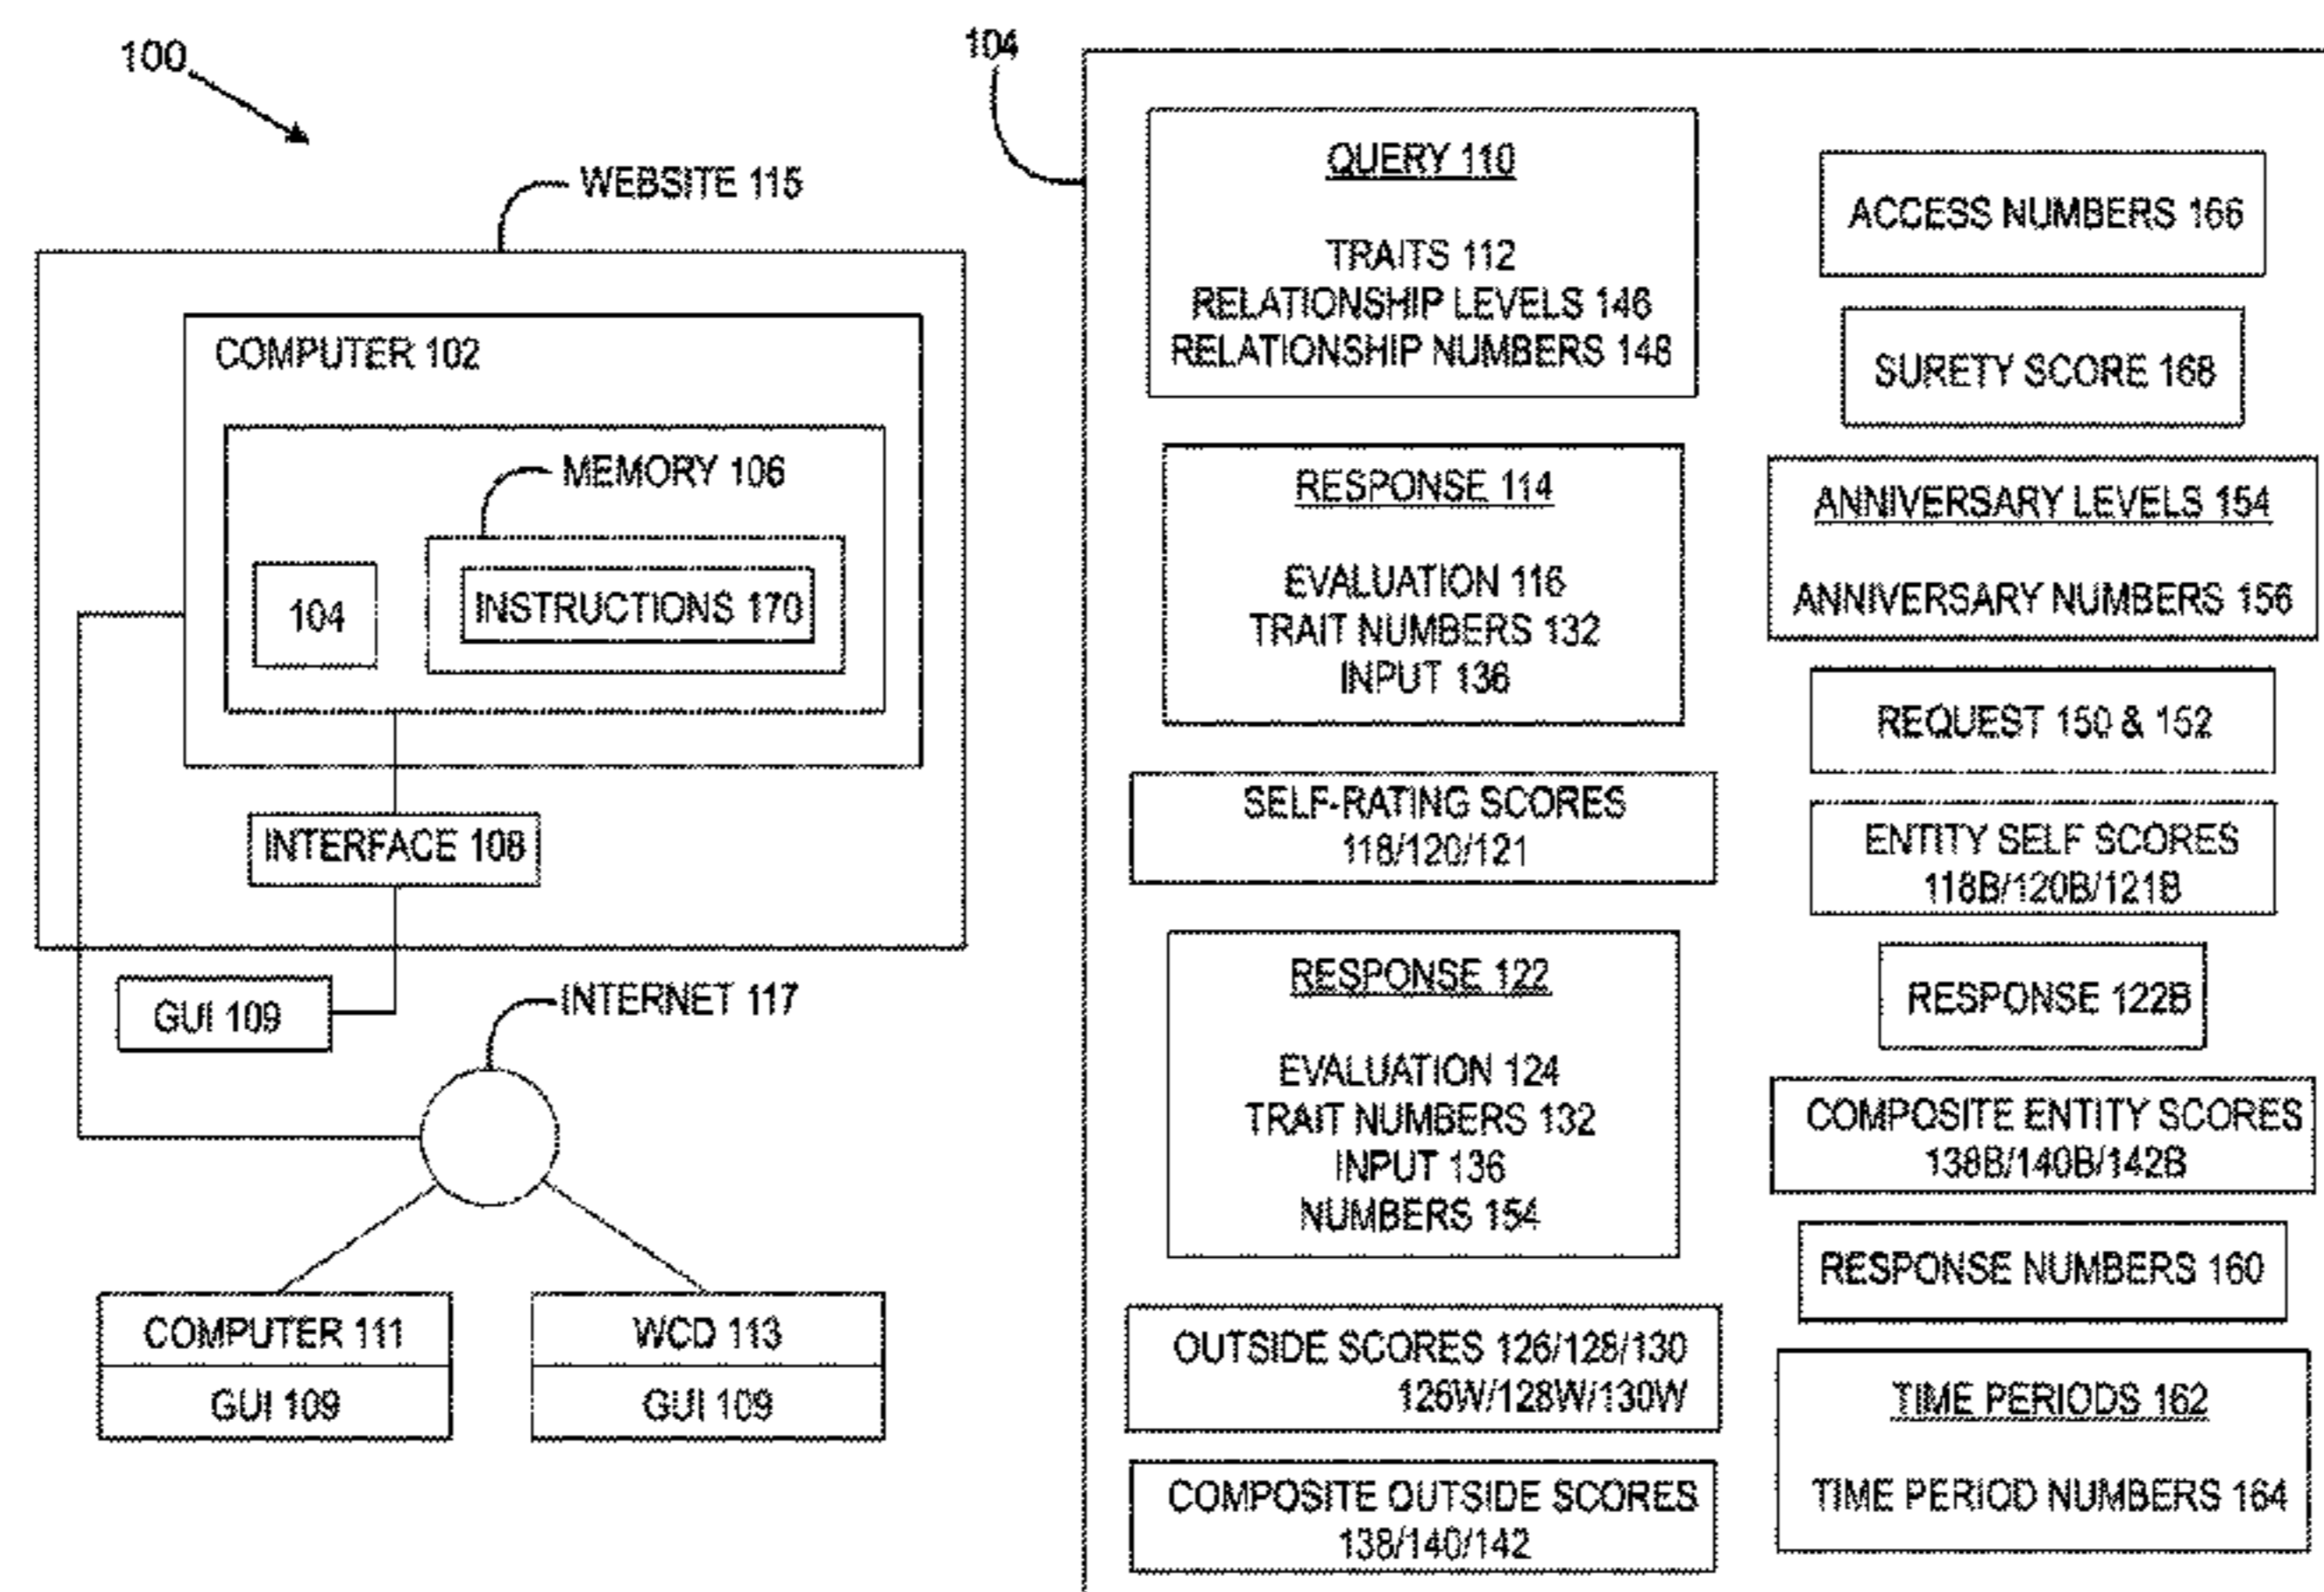 100
WEBSITE 115
COMPUTER 102
MEMORY 106
104
INSTRUCTIONS 170
INTERFACE 108
GUI 109
INTERNET 117
COMPUTER 111
GUI 109
WCD 113
GUI 109
104
QUERY 110
TRAITS 112
RELATIONSHIP LEVELS 146
RELATIONSHIP NUMBERS 148
RESPONSE 114
EVALUATION 116
TRAIT NUMBERS 132
INPUT 136
SELF-RATING SCORES
118/120/121
RESPONSE 122
EVALUATION 124
TRAIT NUMBERS 132
INPUT 136
NUMBERS 154
OUTSIDE SCORES 126/128/130
126W/128W/130W
COMPOSITE OUTSIDE SCORES
138/140/142
ACCESS NUMBERS 166
SURETY SCORE 168
ANNIVERSARY LEVELS 154
ANNIVERSARY NUMBERS 156
REQUEST 150 & 152
ENTITY SELF SCORES
118B/120B/121B
RESPONSE 122B
COMPOSITE ENTITY SCORES
138B/140B/142B
RESPONSE NUMBERS 160
TIME PERIODS 162
TIME PERIOD NUMBERS 164